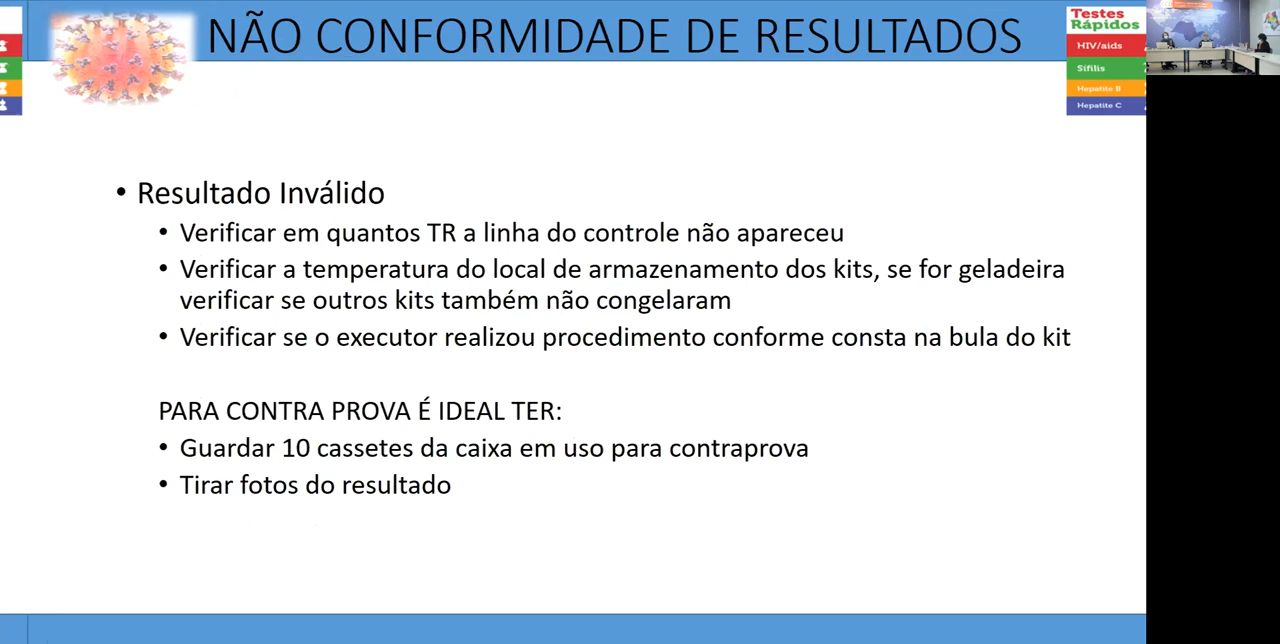 NÃO CONFORMIDADE DE RESULTADOS
Testes
Rápidos
HIV/aids
Sífilis
Hepatite B
Hepatite C
• Resultado Inválido
• Verificar em quantos TR a linha do controle não apareceu
• Verificar a temperatura do local de armazenamento dos kits, se for geladeira
verificar se outros kits também não congelaram
• Verificar se o executor realizou procedimento conforme consta na bula do kit
PARA CONTRA PROVA É IDEAL TER:
• Guardar 10 cassetes da caixa em uso para contraprova
• Tirar fotos do resultado